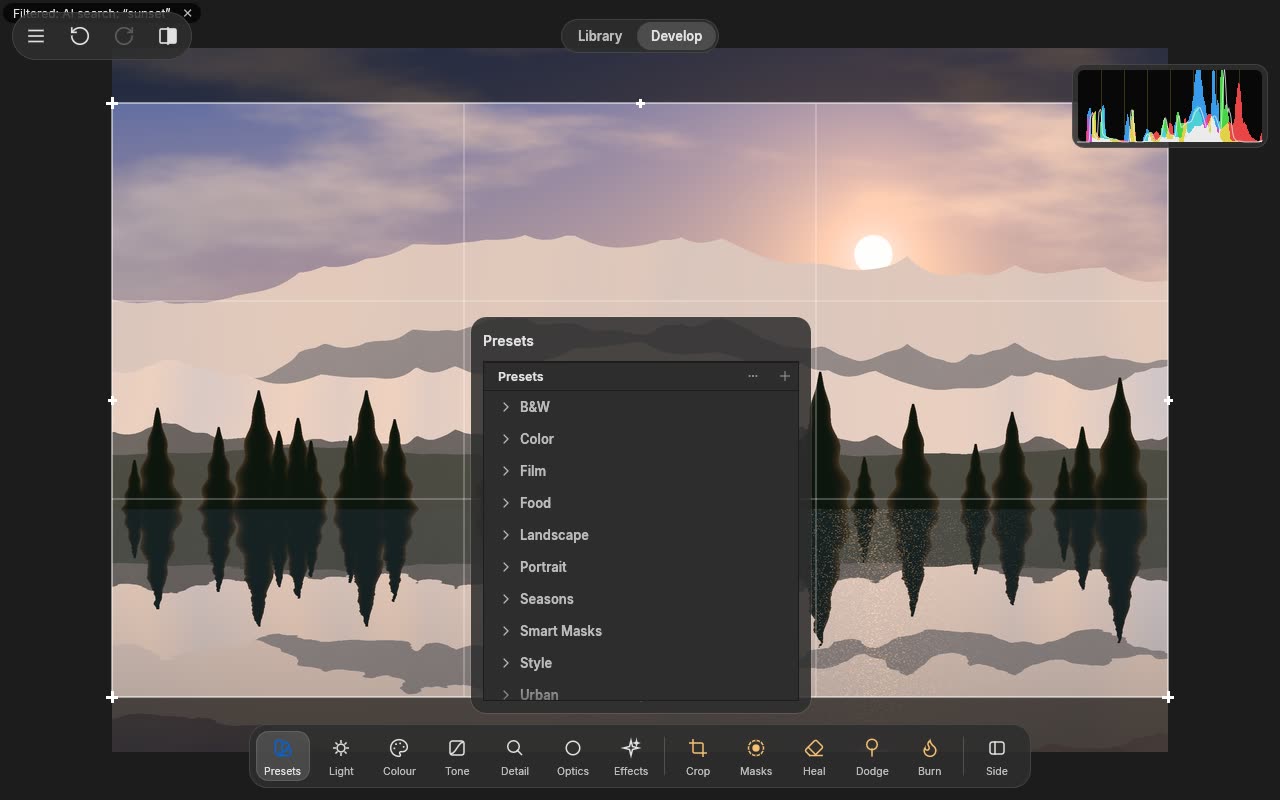 Filtered: AI search: “sunset”
Library
Develop
Presets
Presets
B&W
Color
Film
Food
Landscape
Portrait
Seasons
Smart Masks
Style
Urban
Presets
Light
Colour
Tone
Detail
Optics
Effects
Crop
Masks
Heal
Dodge
Burn
Side